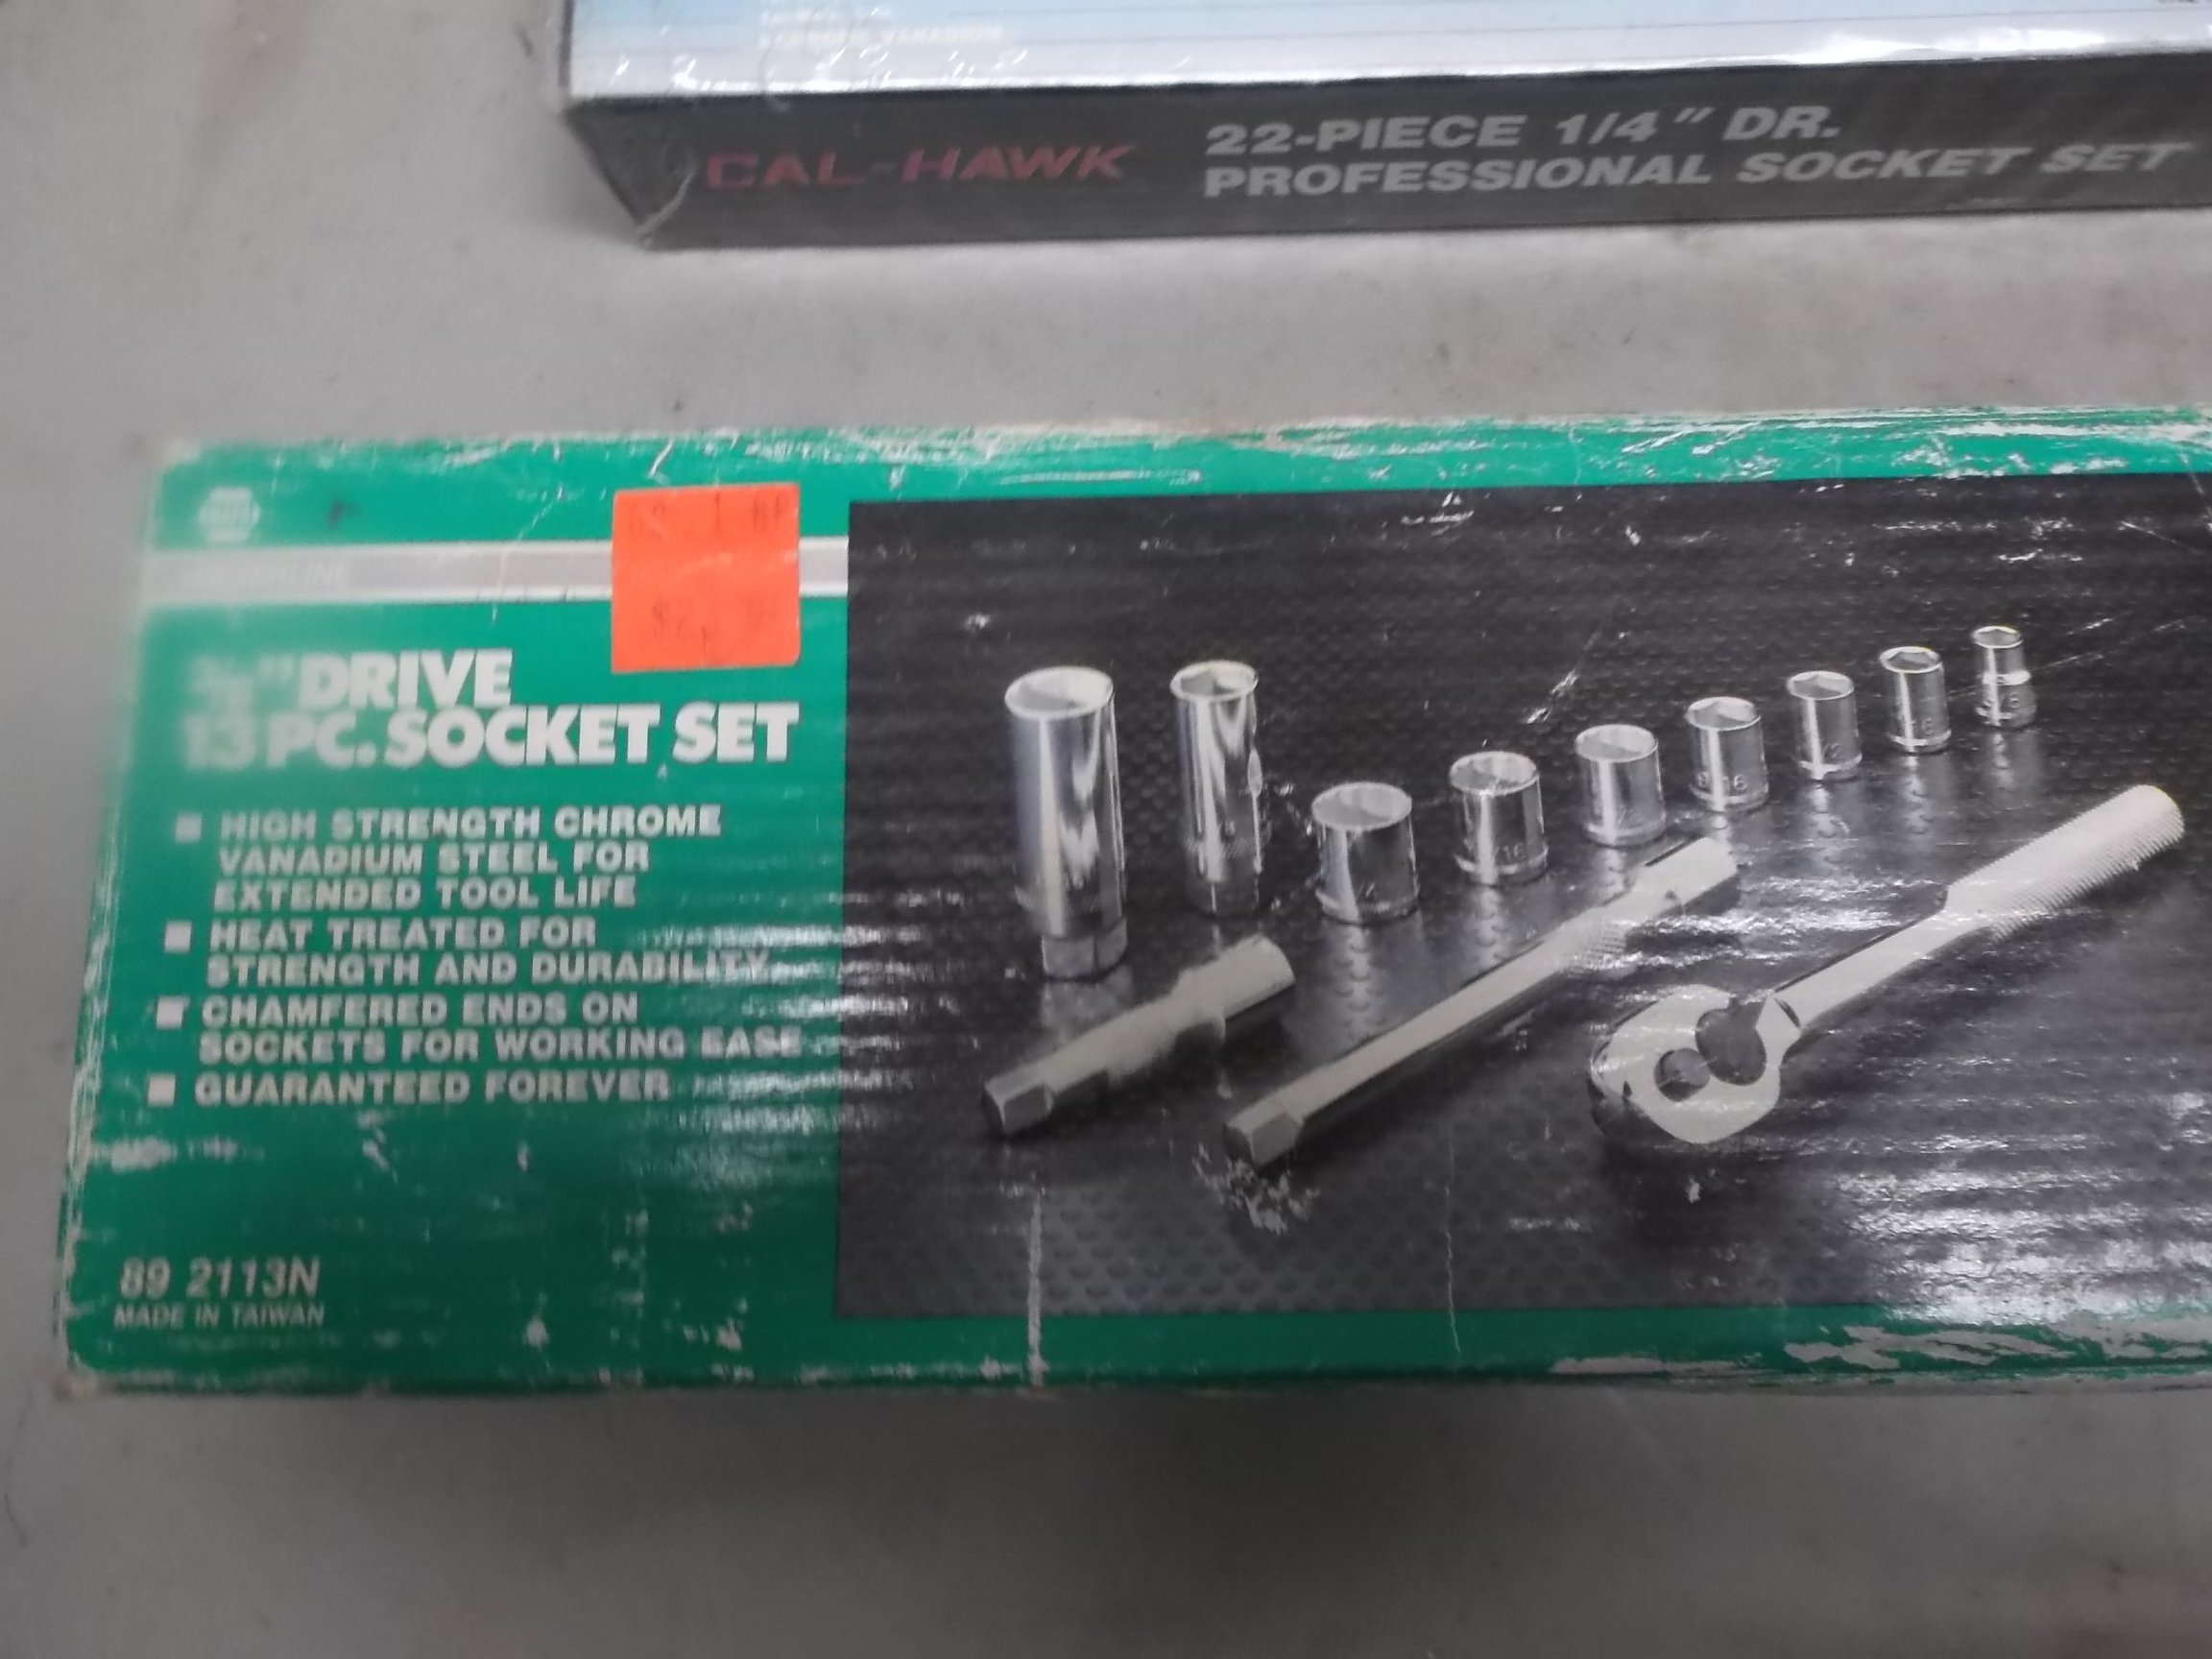 CAL-HAWK
22-PIECE 1/4" DR.
PROFESSIONAL SOCKET SET
3/8" DRIVE
13 PC. SOCKET SET
■ HIGH STRENGTH CHROME
VANADIUM STEEL FOR
EXTENDED TOOL LIFE
■ HEAT TREATED FOR
STRENGTH AND DURABILITY
■ CHAMFERED ENDS ON
SOCKETS FOR WORKING EASE
■ GUARANTEED FOREVER
89 2113N
MADE IN TAIWAN